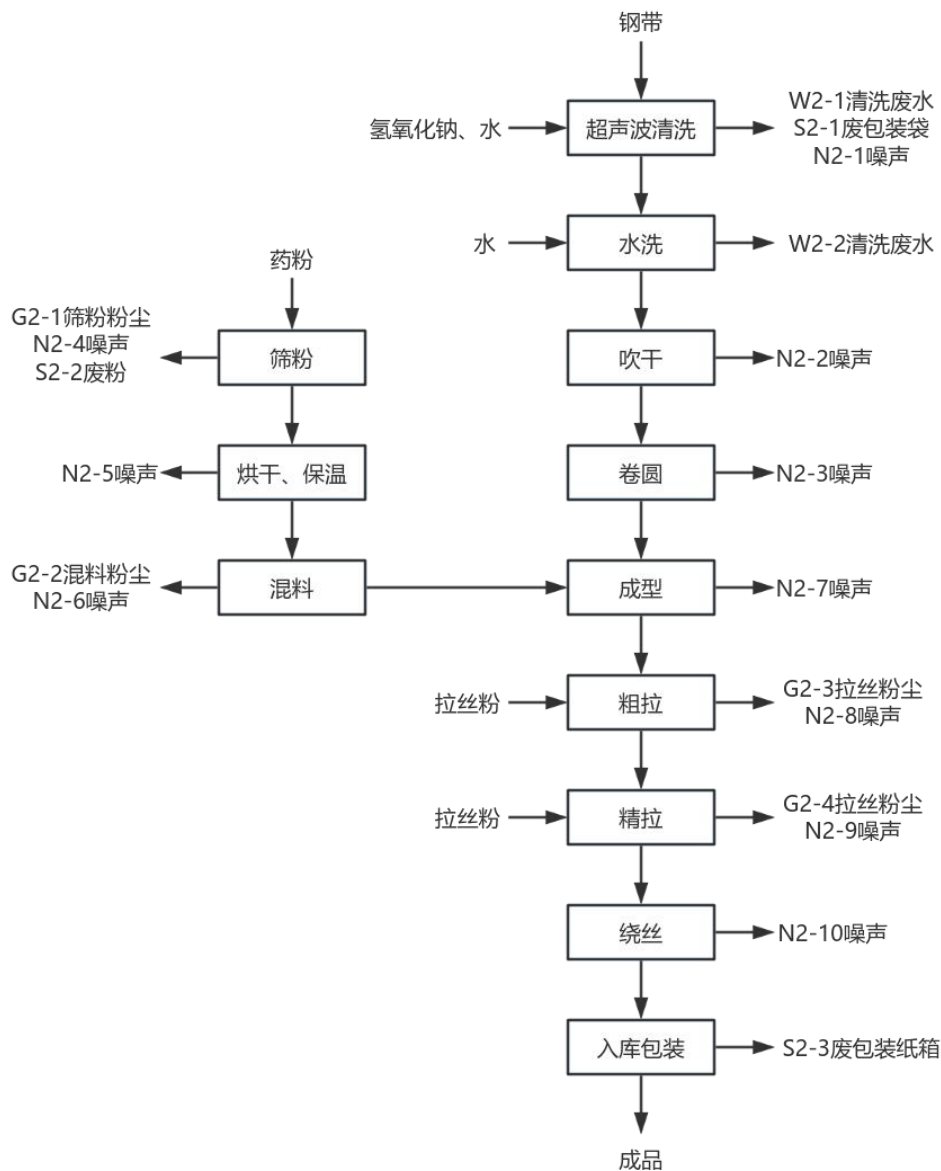 钢带
氢氧化钠、水
超声波清洗
W2-1清洗废水
S2-1废包装袋
N2-1噪声
水
水洗
W2-2清洗废水
药粉
G2-1筛粉粉尘
N2-4噪声
S2-2废粉
筛粉
吹干
N2-2噪声
N2-5噪声
烘干、保温
卷圆
N2-3噪声
G2-2混料粉尘
N2-6噪声
混料
成型
N2-7噪声
拉丝粉
粗拉
G2-3拉丝粉尘
N2-8噪声
拉丝粉
精拉
G2-4拉丝粉尘
N2-9噪声
绕丝
N2-10噪声
入库包装
S2-3废包装纸箱
成品